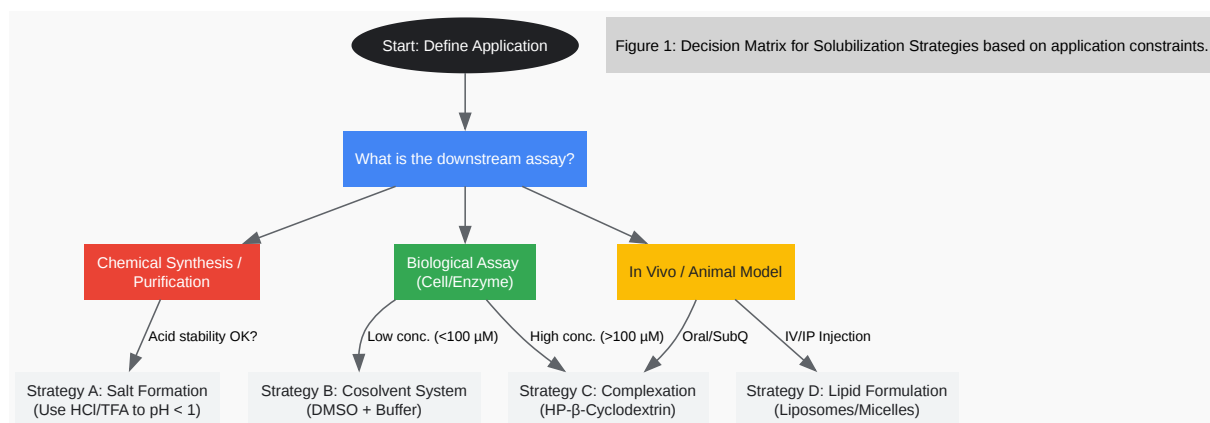 Start: Define Application
Figure 1: Decision Matrix for Solubilization Strategies based on application constraints.
What is the downstream assay?
Chemical Synthesis /
Purification
Biological Assay
(Cell/Enzyme)
In Vivo / Animal Model
Acid stability OK?
Low conc. (<100 µM)
High conc. (>100 µM)
Oral/SubQ
IV/IP Injection
Strategy A: Salt Formation
(Use HCl/TFA to pH < 1)
Strategy B: Cosolvent System
(DMSO + Buffer)
Strategy C: Complexation
(HP-β-Cyclodextrin)
Strategy D: Lipid Formulation
(Liposomes/Micelles)